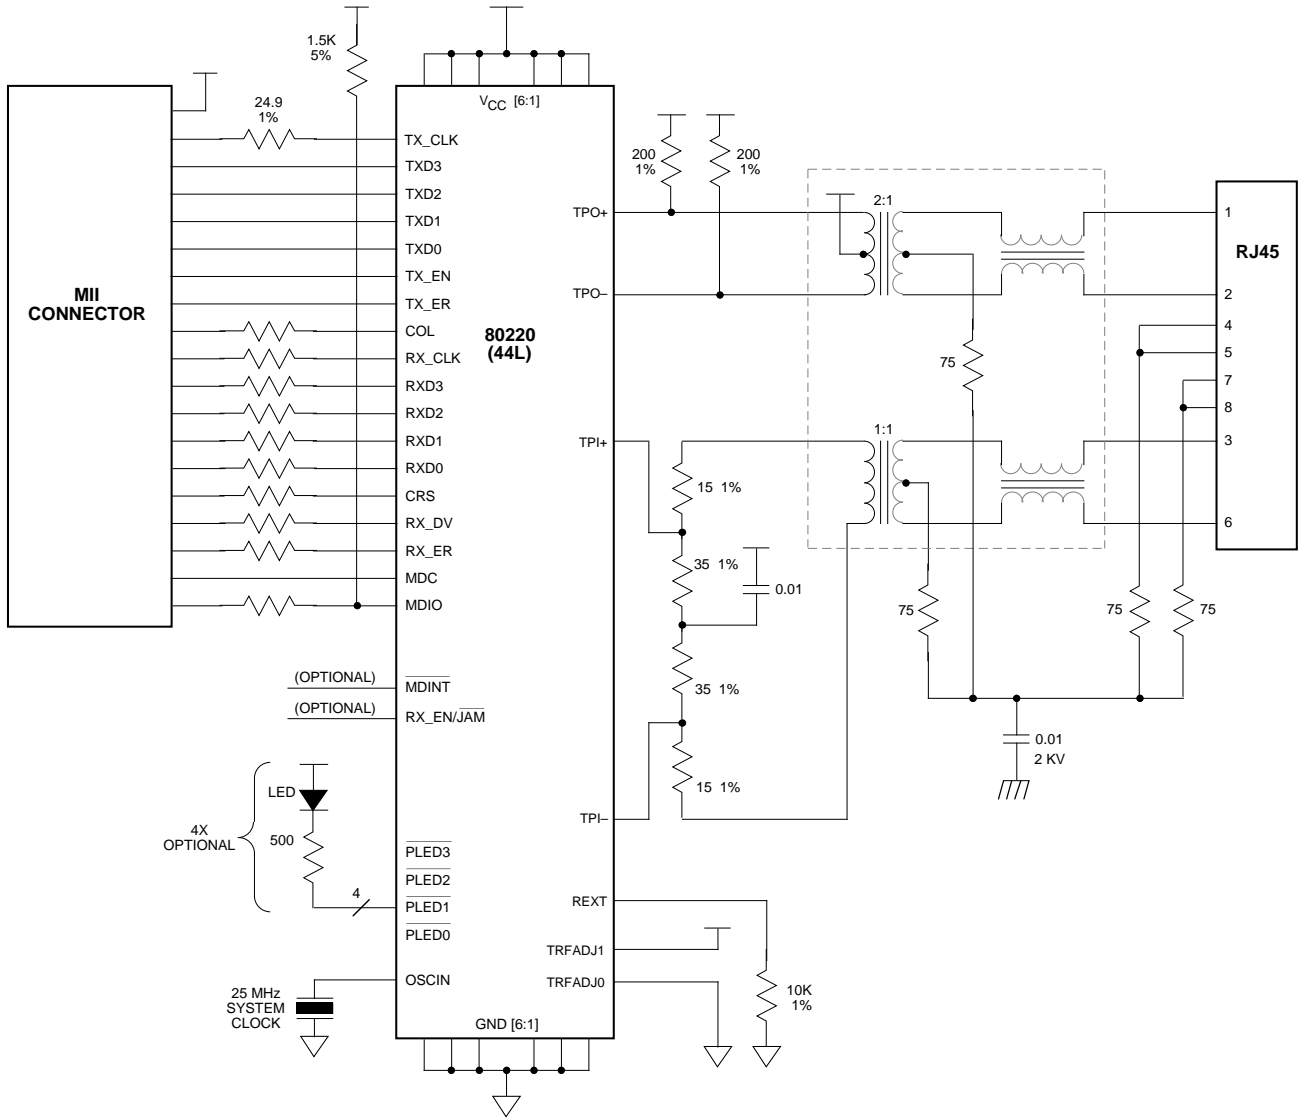 1.5K
5%
V_CC [6:1]
24.9
1%
MII
CONNECTOR
TX_CLK
TXD3
TXD2
TXD1
TXD0
TX_EN
TX_ER
COL
RX_CLK
RXD3
RXD2
RXD1
RXD0
CRS
RX_DV
RX_ER
MDC
MDIO
(OPTIONAL)
MDINT
(OPTIONAL)
RX_EN/JAM
LED
500
4X
OPTIONAL
4
PLED3
PLED2
PLED1
PLED0
OSCIN
25 MHz
SYSTEM
CLOCK
GND [6:1]
80220
(44L)
TPO+
TPO–
TPI+
TPI–
REXT
TRFADJ1
TRFADJ0
200
1%
200
1%
15 1%
35 1%
0.01
35 1%
15 1%
10K
1%
2:1
75
1:1
75
75
75
0.01
2 KV
RJ45
1
2
4
5
7
8
3
6